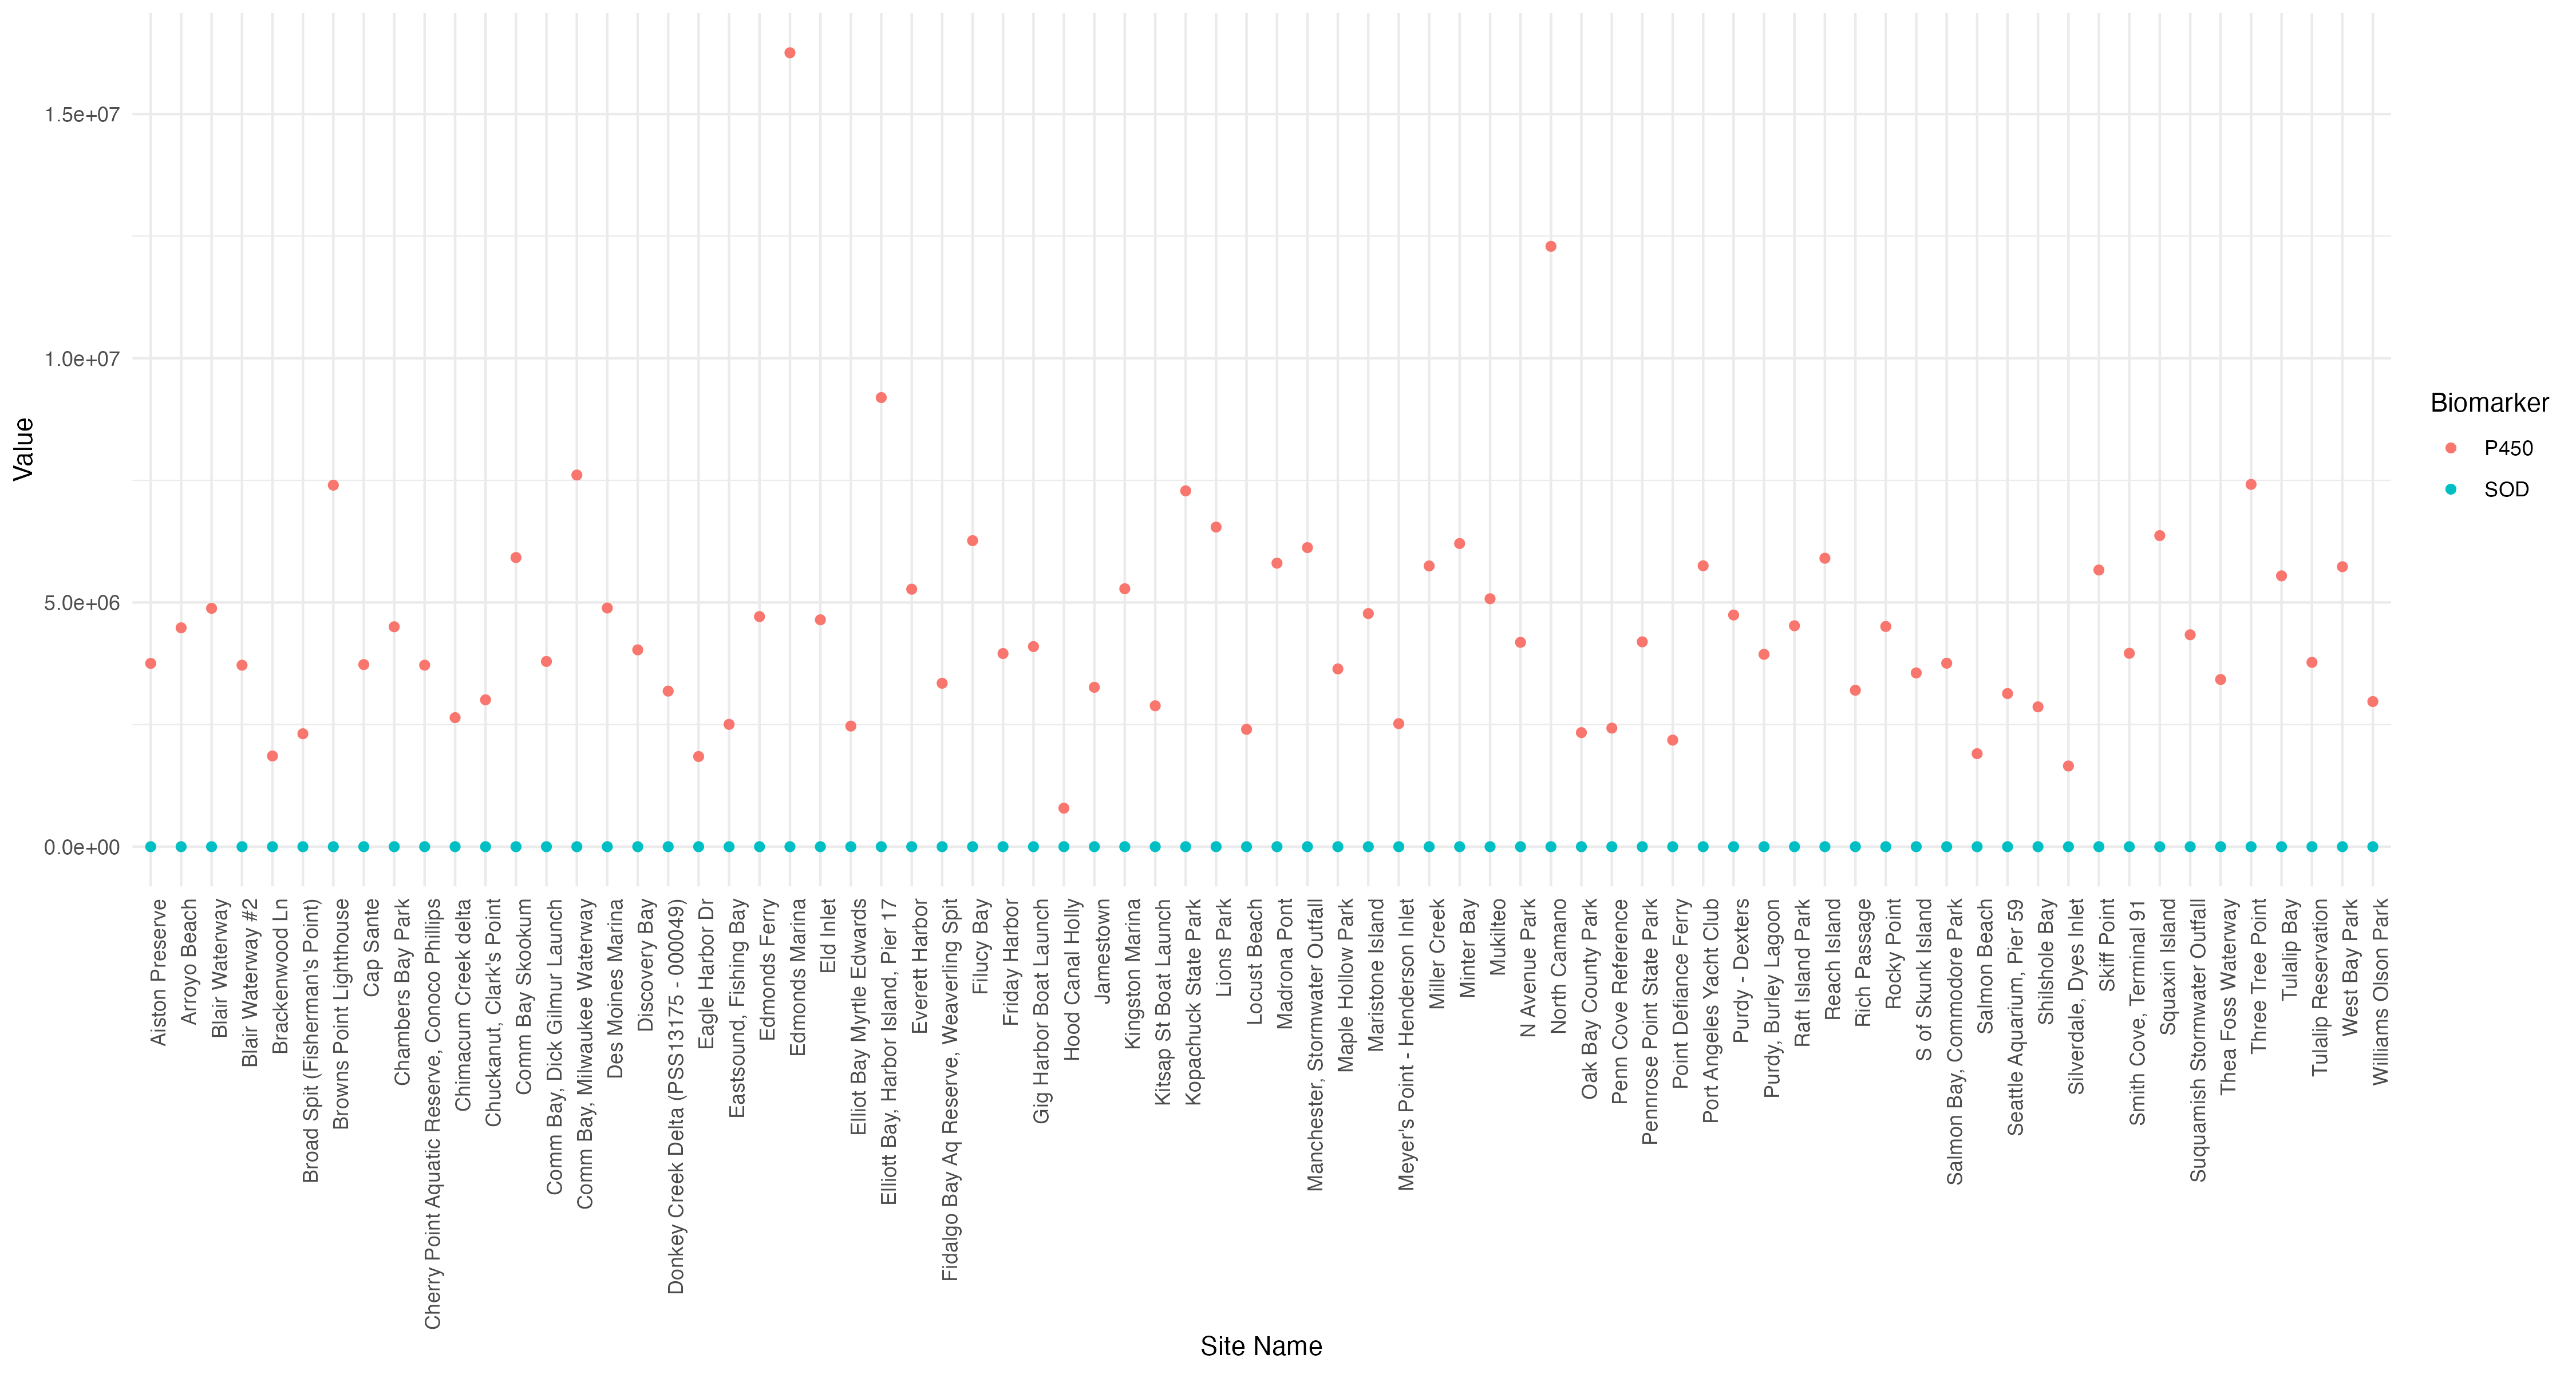 1.5e+07
1.0e+07
5.0e+06
0.0e+00
Value
Biomarker
P450
SOD
Aiston Preserve
Arroyo Beach
Blair Waterway
Blair Waterway #2
Brackenwood Ln
Broad Spit (Fisherman's Point)
Browns Point Lighthouse
Cap Sante
Chambers Bay Park
Cherry Point Aquatic Reserve, Conoco Phillips
Chimacum Creek delta
Chuckanut, Clark's Point
Comm Bay Skookum
Comm Bay, Dick Gilmur Launch
Comm Bay, Milwaukee Waterway
Des Moines Marina
Discovery Bay
Donkey Creek Delta (PSS13175 - 000049)
Eagle Harbor Dr
Eastsound, Fishing Bay
Edmonds Ferry
Edmonds Marina
Eld Inlet
Elliot Bay Myrtle Edwards
Elliott Bay, Harbor Island, Pier 17
Everett Harbor
Fidalgo Bay Aq Reserve, Weaverling Spit
Filucy Bay
Friday Harbor
Gig Harbor Boat Launch
Hood Canal Holly
Jamestown
Kingston Marina
Kitsap St Boat Launch
Kopachuck State Park
Lions Park
Locust Beach
Madrona Pont
Manchester, Stormwater Outfall
Maple Hollow Park
Maristone Island
Meyer's Point - Henderson Inlet
Miller Creek
Minter Bay
Mukilteo
N Avenue Park
North Camano
Oak Bay County Park
Penn Cove Reference
Pennrose Point State Park
Point Defiance Ferry
Port Angeles Yacht Club
Purdy - Dexters
Purdy, Burley Lagoon
Raft Island Park
Reach Island
Rich Passage
Rocky Point
S of Skunk Island
Salmon Bay, Commodore Park
Salmon Beach
Seattle Aquarium, Pier 59
Shilshole Bay
Silverdale, Dyes Inlet
Skiff Point
Smith Cove, Terminal 91
Squaxin Island
Suquamish Stormwater Outfall
Thea Foss Waterway
Three Tree Point
Tulalip Bay
Tulalip Reservation
West Bay Park
Williams Olson Park
Site Name